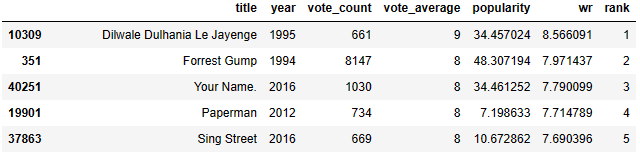 title year vote_count vote_average popularity wr rank
10309 Dilwale Dulhania Le Jayenge 1995 661 9 34.457024 8.566091 1
351 Forrest Gump 1994 8147 8 48.307194 7.971437 2
40251 Your Name. 2016 1030 8 34.461252 7.790099 3
19901 Paperman 2012 734 8 7.198633 7.714789 4
37863 Sing Street 2016 669 8 10.672862 7.690396 5